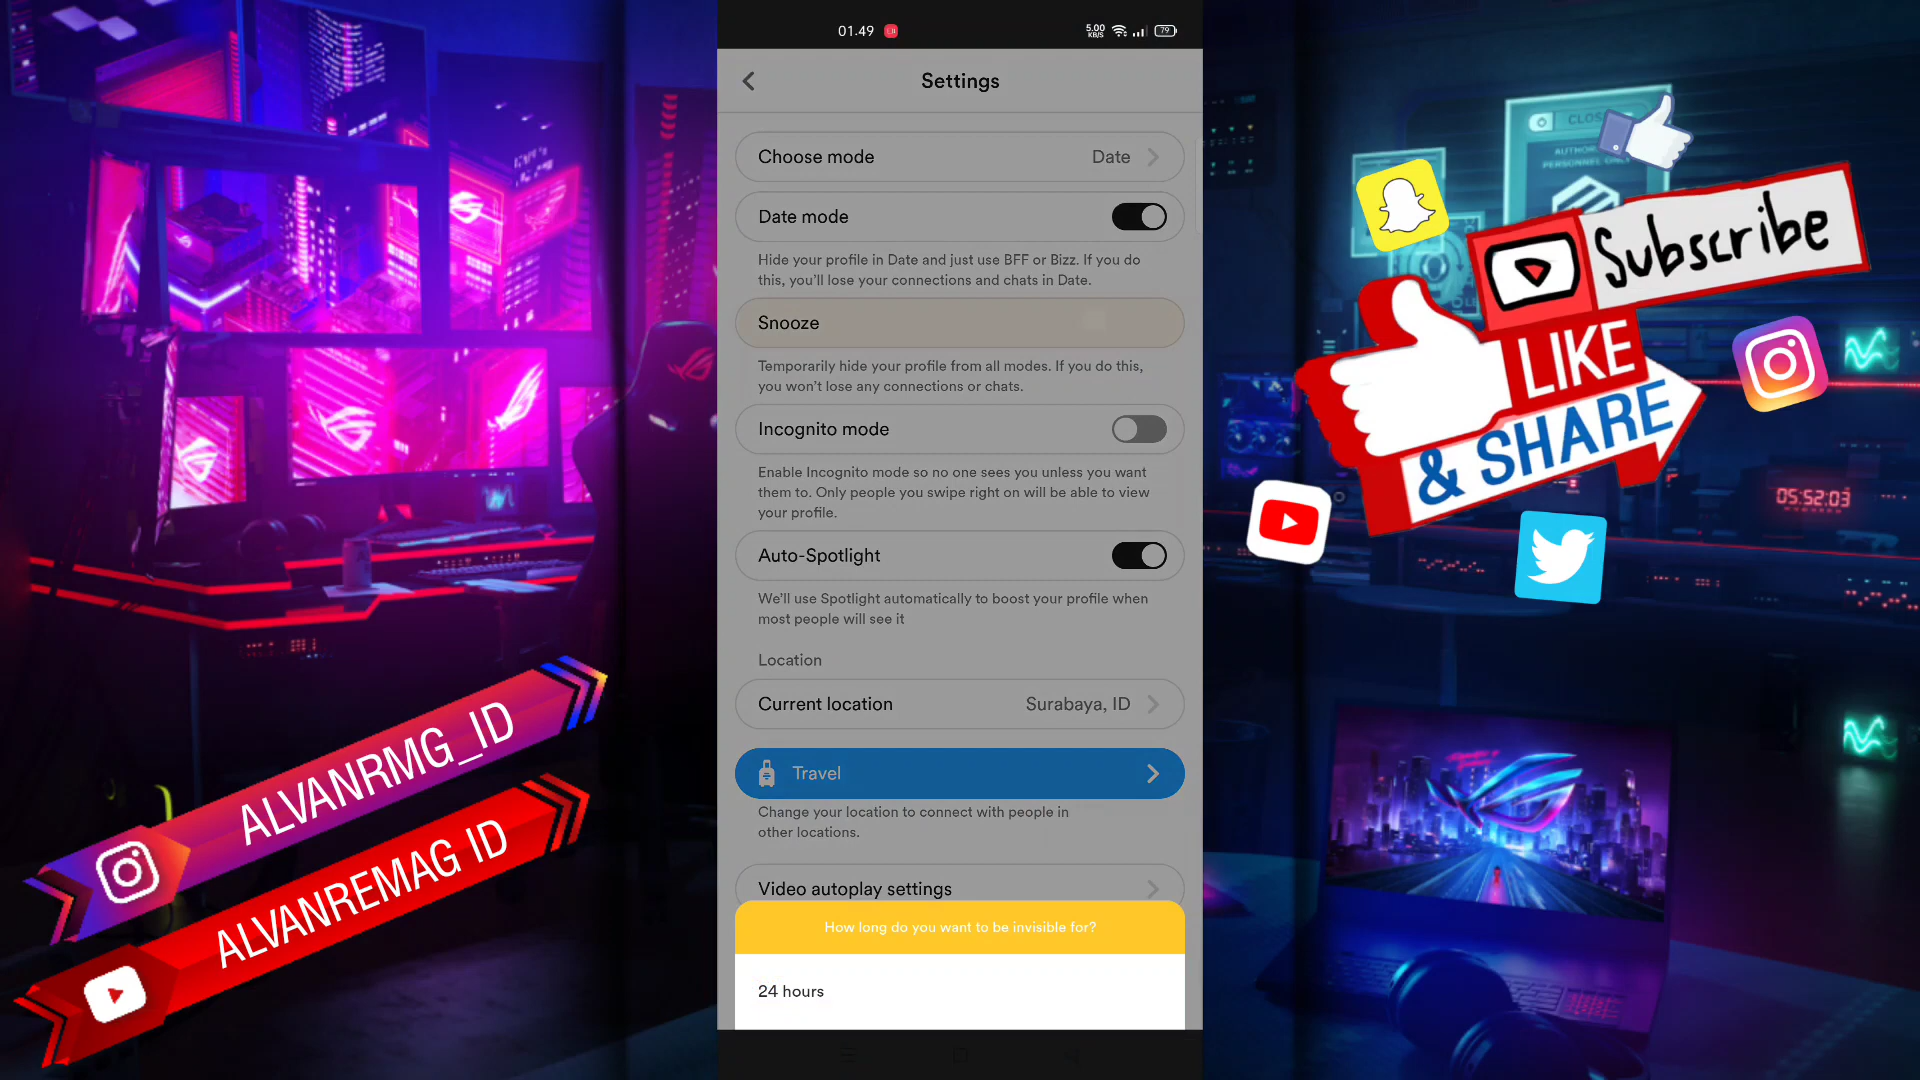 01.49
5.00
KB/S
79
Settings
Choose mode
Date
Date mode
Hide your profile in Date and just use BFF or Bizz. If you do
this, you'll lose your connections and chats in Date.
Snooze
Temporarily hide your profile from all modes. If you do this,
you won't lose any connections or chats.
Incognito mode
Enable Incognito mode so no one sees you unless you want
them to. Only people you swipe right on will be able to view
your profile.
Auto-Spotlight
We'll use Spotlight automatically to boost your profile when
most people will see it
Location
Current location
Surabaya, ID
Travel
Change your location to connect with people in
other locations.
Video autoplay settings
How long do you want to be invisible for?
24 hours
ALVANRMG_ID
ALVANREMAG ID
Subscribe
LIKE
& SHARE
05:52:03